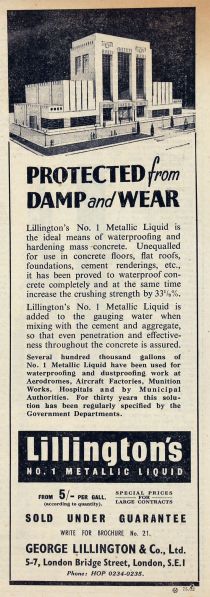 PROTECTED from
DAMP and WEAR
Lillington's No. 1 Metallic Liquid is
the ideal means of waterproofing and
hardening mass concrete. Unequalled
for use in concrete floors, flat roofs,
foundations, cement renderings, etc.,
it has been proved to waterproof con-
crete completely and at the same time
increase the crushing strength by 33⅓%.
Lillington's No. 1 Metallic Liquid is
added to the gauging water when
mixing with the cement and aggregate,
so that even penetration and effective-
ness throughout the concrete is assured.
Several hundred thousand gallons of
No. 1 Metallic Liquid have been used for
waterproofing and dustproofing work at
Aerodromes, Aircraft Factories, Munition
Works, Hospitals and by Municipal
Authorities. For thirty years this solu-
tion has been regularly specified by the
Government Departments.
Lillington's
NO. 1 METALLIC LIQUID
FROM 5/- PER GALL.
(according to quantity).
SPECIAL PRICES
FOR
LARGE CONTRACTS
SOLD UNDER GUARANTEE
WRITE FOR BROCHURE No. 21.
GEORGE LILLINGTON & Co., Ltd.
5-7, London Bridge Street, London, S.E.1
Phone: HOP 0234-0235.